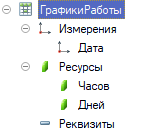 ГрафикиРаботы
Измерения
Дата
Ресурсы
Часов
Дней
Реквизиты